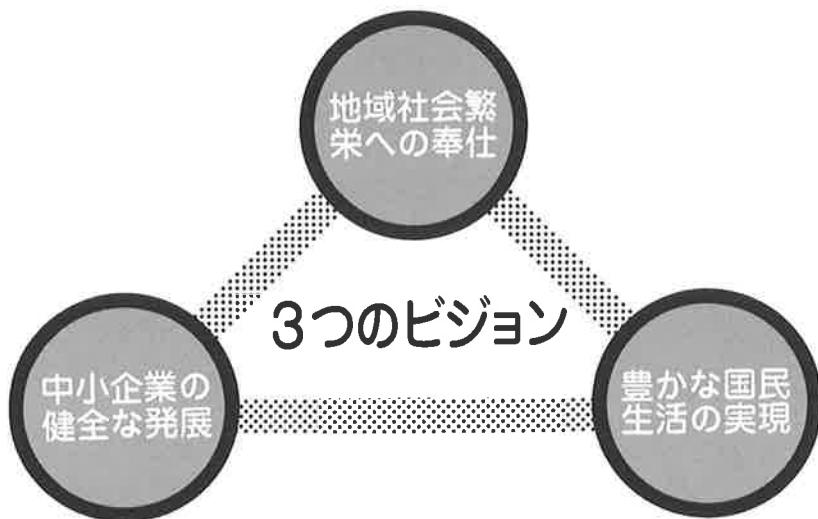 地域社会繁
栄への奉仕
3つのビジョン
中小企業の
健全な発展
豊かな国民
生活の実現